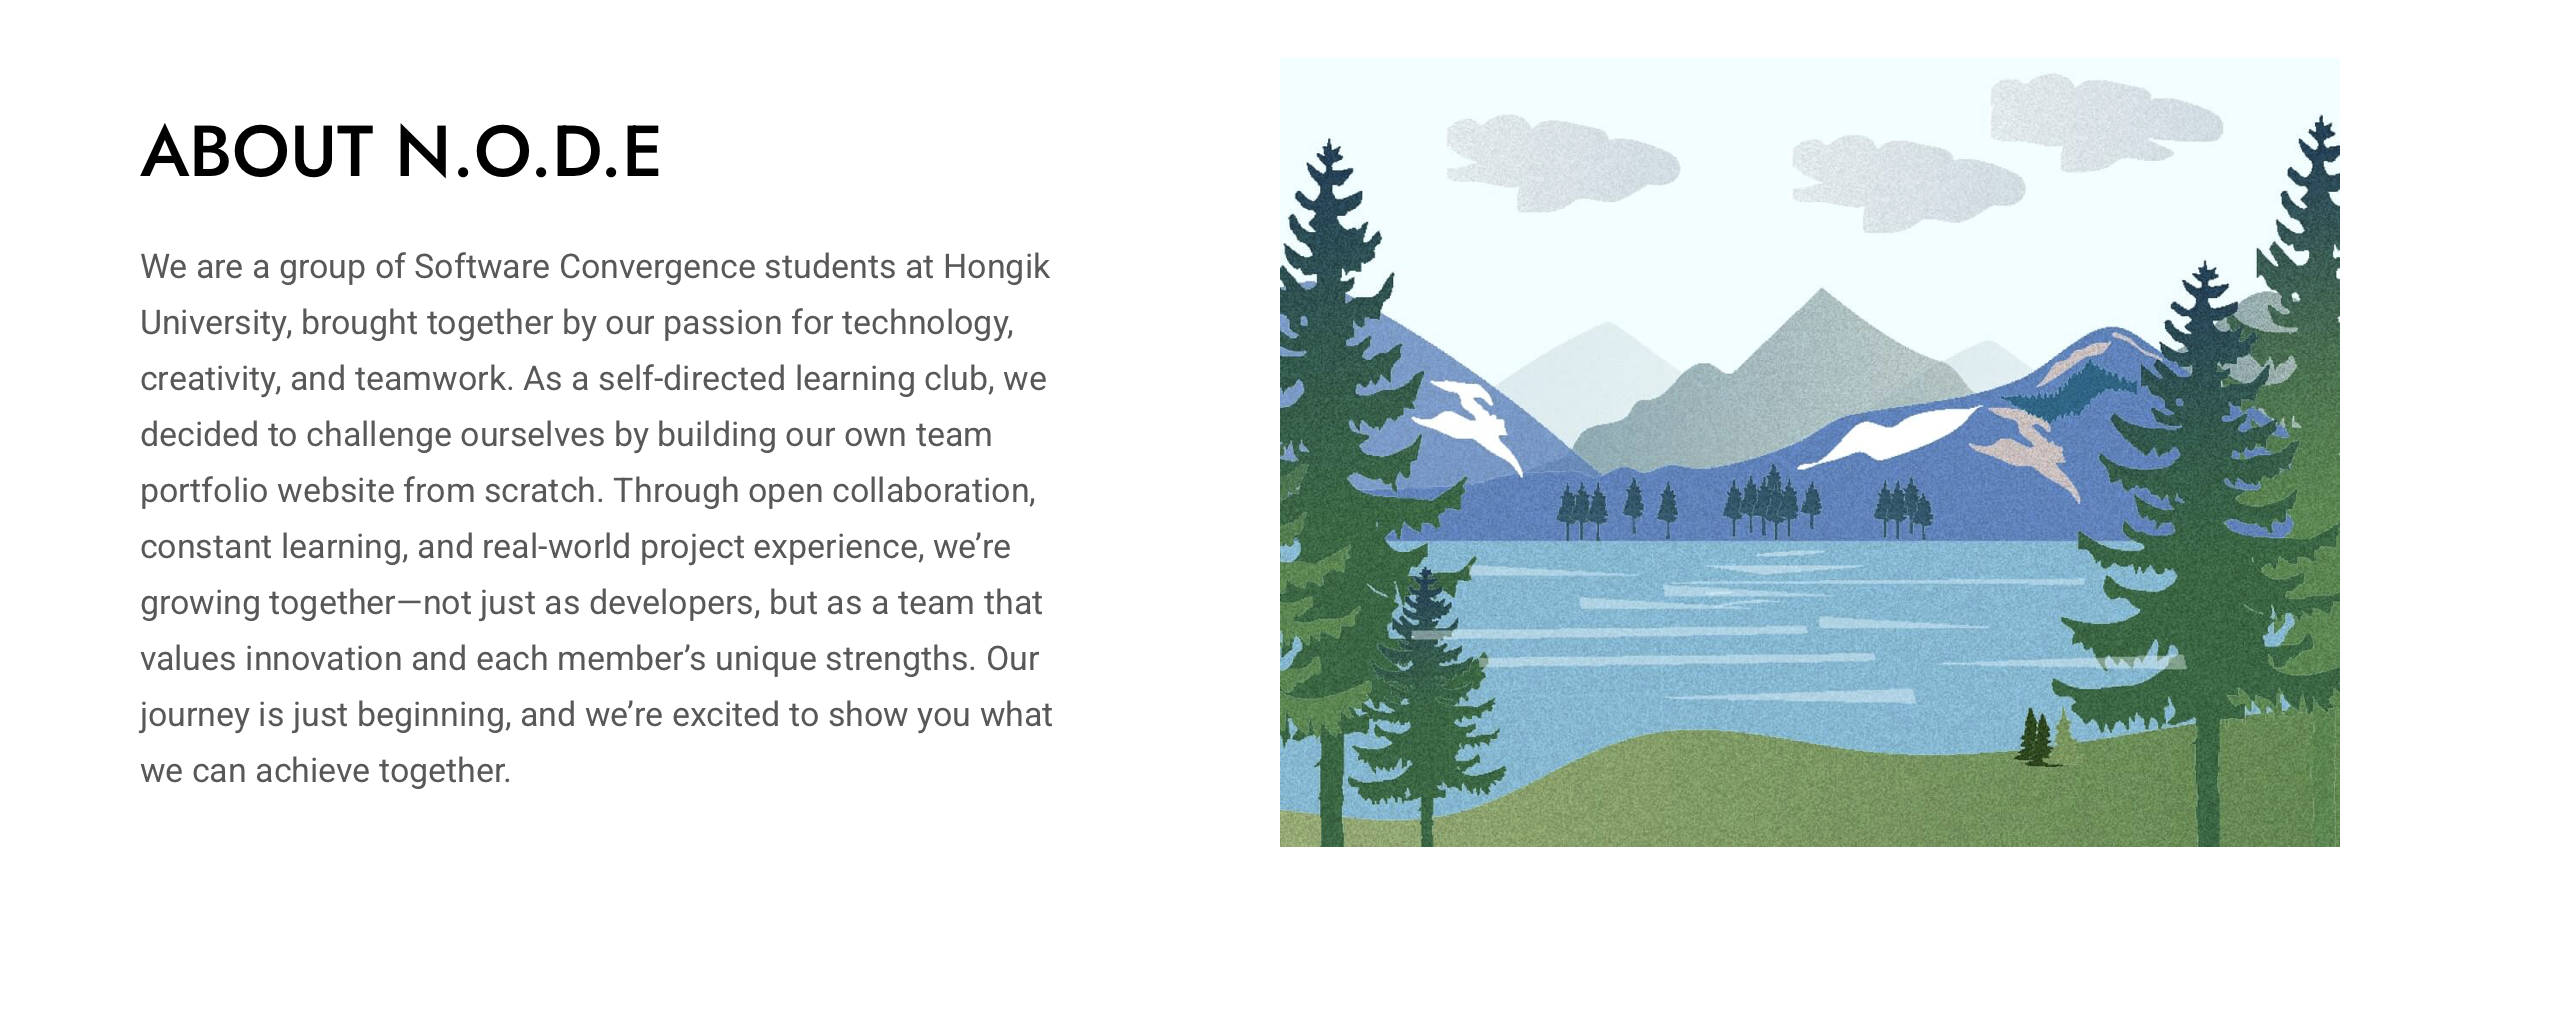 ABOUT N.O.D.E
We are a group of Software Convergence students at Hongik
University, brought together by our passion for technology,
creativity, and teamwork. As a self-directed learning club, we
decided to challenge ourselves by building our own team
portfolio website from scratch. Through open collaboration,
constant learning, and real-world project experience, we’re
growing together—not just as developers, but as a team that
values innovation and each member’s unique strengths. Our
journey is just beginning, and we’re excited to show you what
we can achieve together.